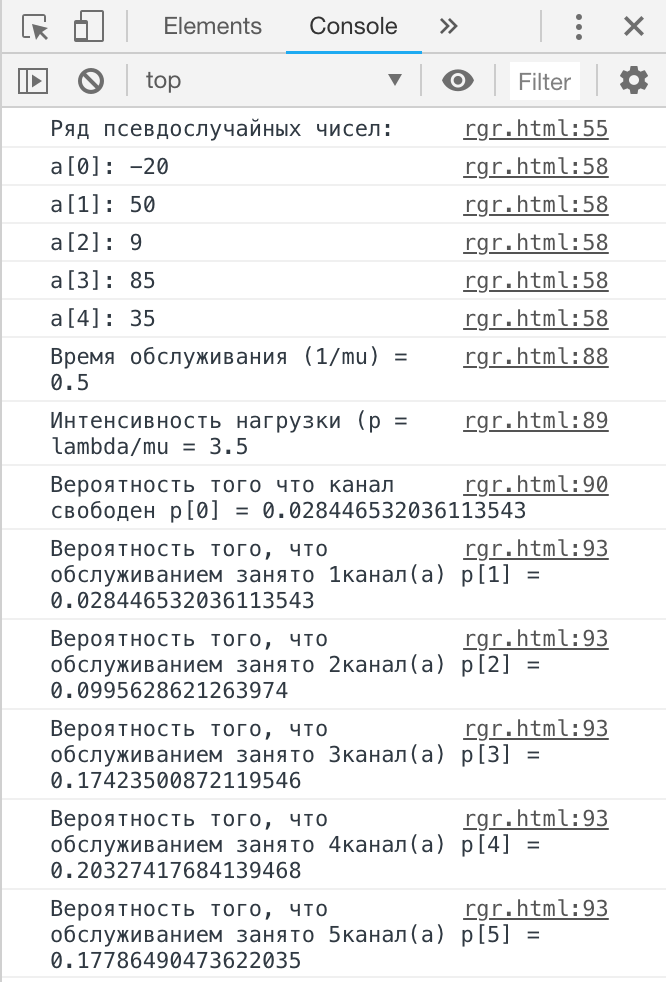 Elements Console »
top Filter
Ряд псевдослучайных чисел: rgr.html:55
a[0]: -20 rgr.html:58
a[1]: 50 rgr.html:58
a[2]: 9 rgr.html:58
a[3]: 85 rgr.html:58
a[4]: 35 rgr.html:58
Время обслуживания (1/mu) = rgr.html:88
0.5
Интенсивность нагрузки (p = rgr.html:89
lambda/mu = 3.5
Вероятность того что канал rgr.html:90
свободен p[0] = 0.028446532036113543
Вероятность того, что rgr.html:93
обслуживанием занято 1канал(а) p[1] =
0.028446532036113543
Вероятность того, что rgr.html:93
обслуживанием занято 2канал(а) p[2] =
0.0995628621263974
Вероятность того, что rgr.html:93
обслуживанием занято 3канал(а) p[3] =
0.17423500872119546
Вероятность того, что rgr.html:93
обслуживанием занято 4канал(а) p[4] =
0.20327417684139468
Вероятность того, что rgr.html:93
обслуживанием занято 5канал(а) p[5] =
0.17786490473622035